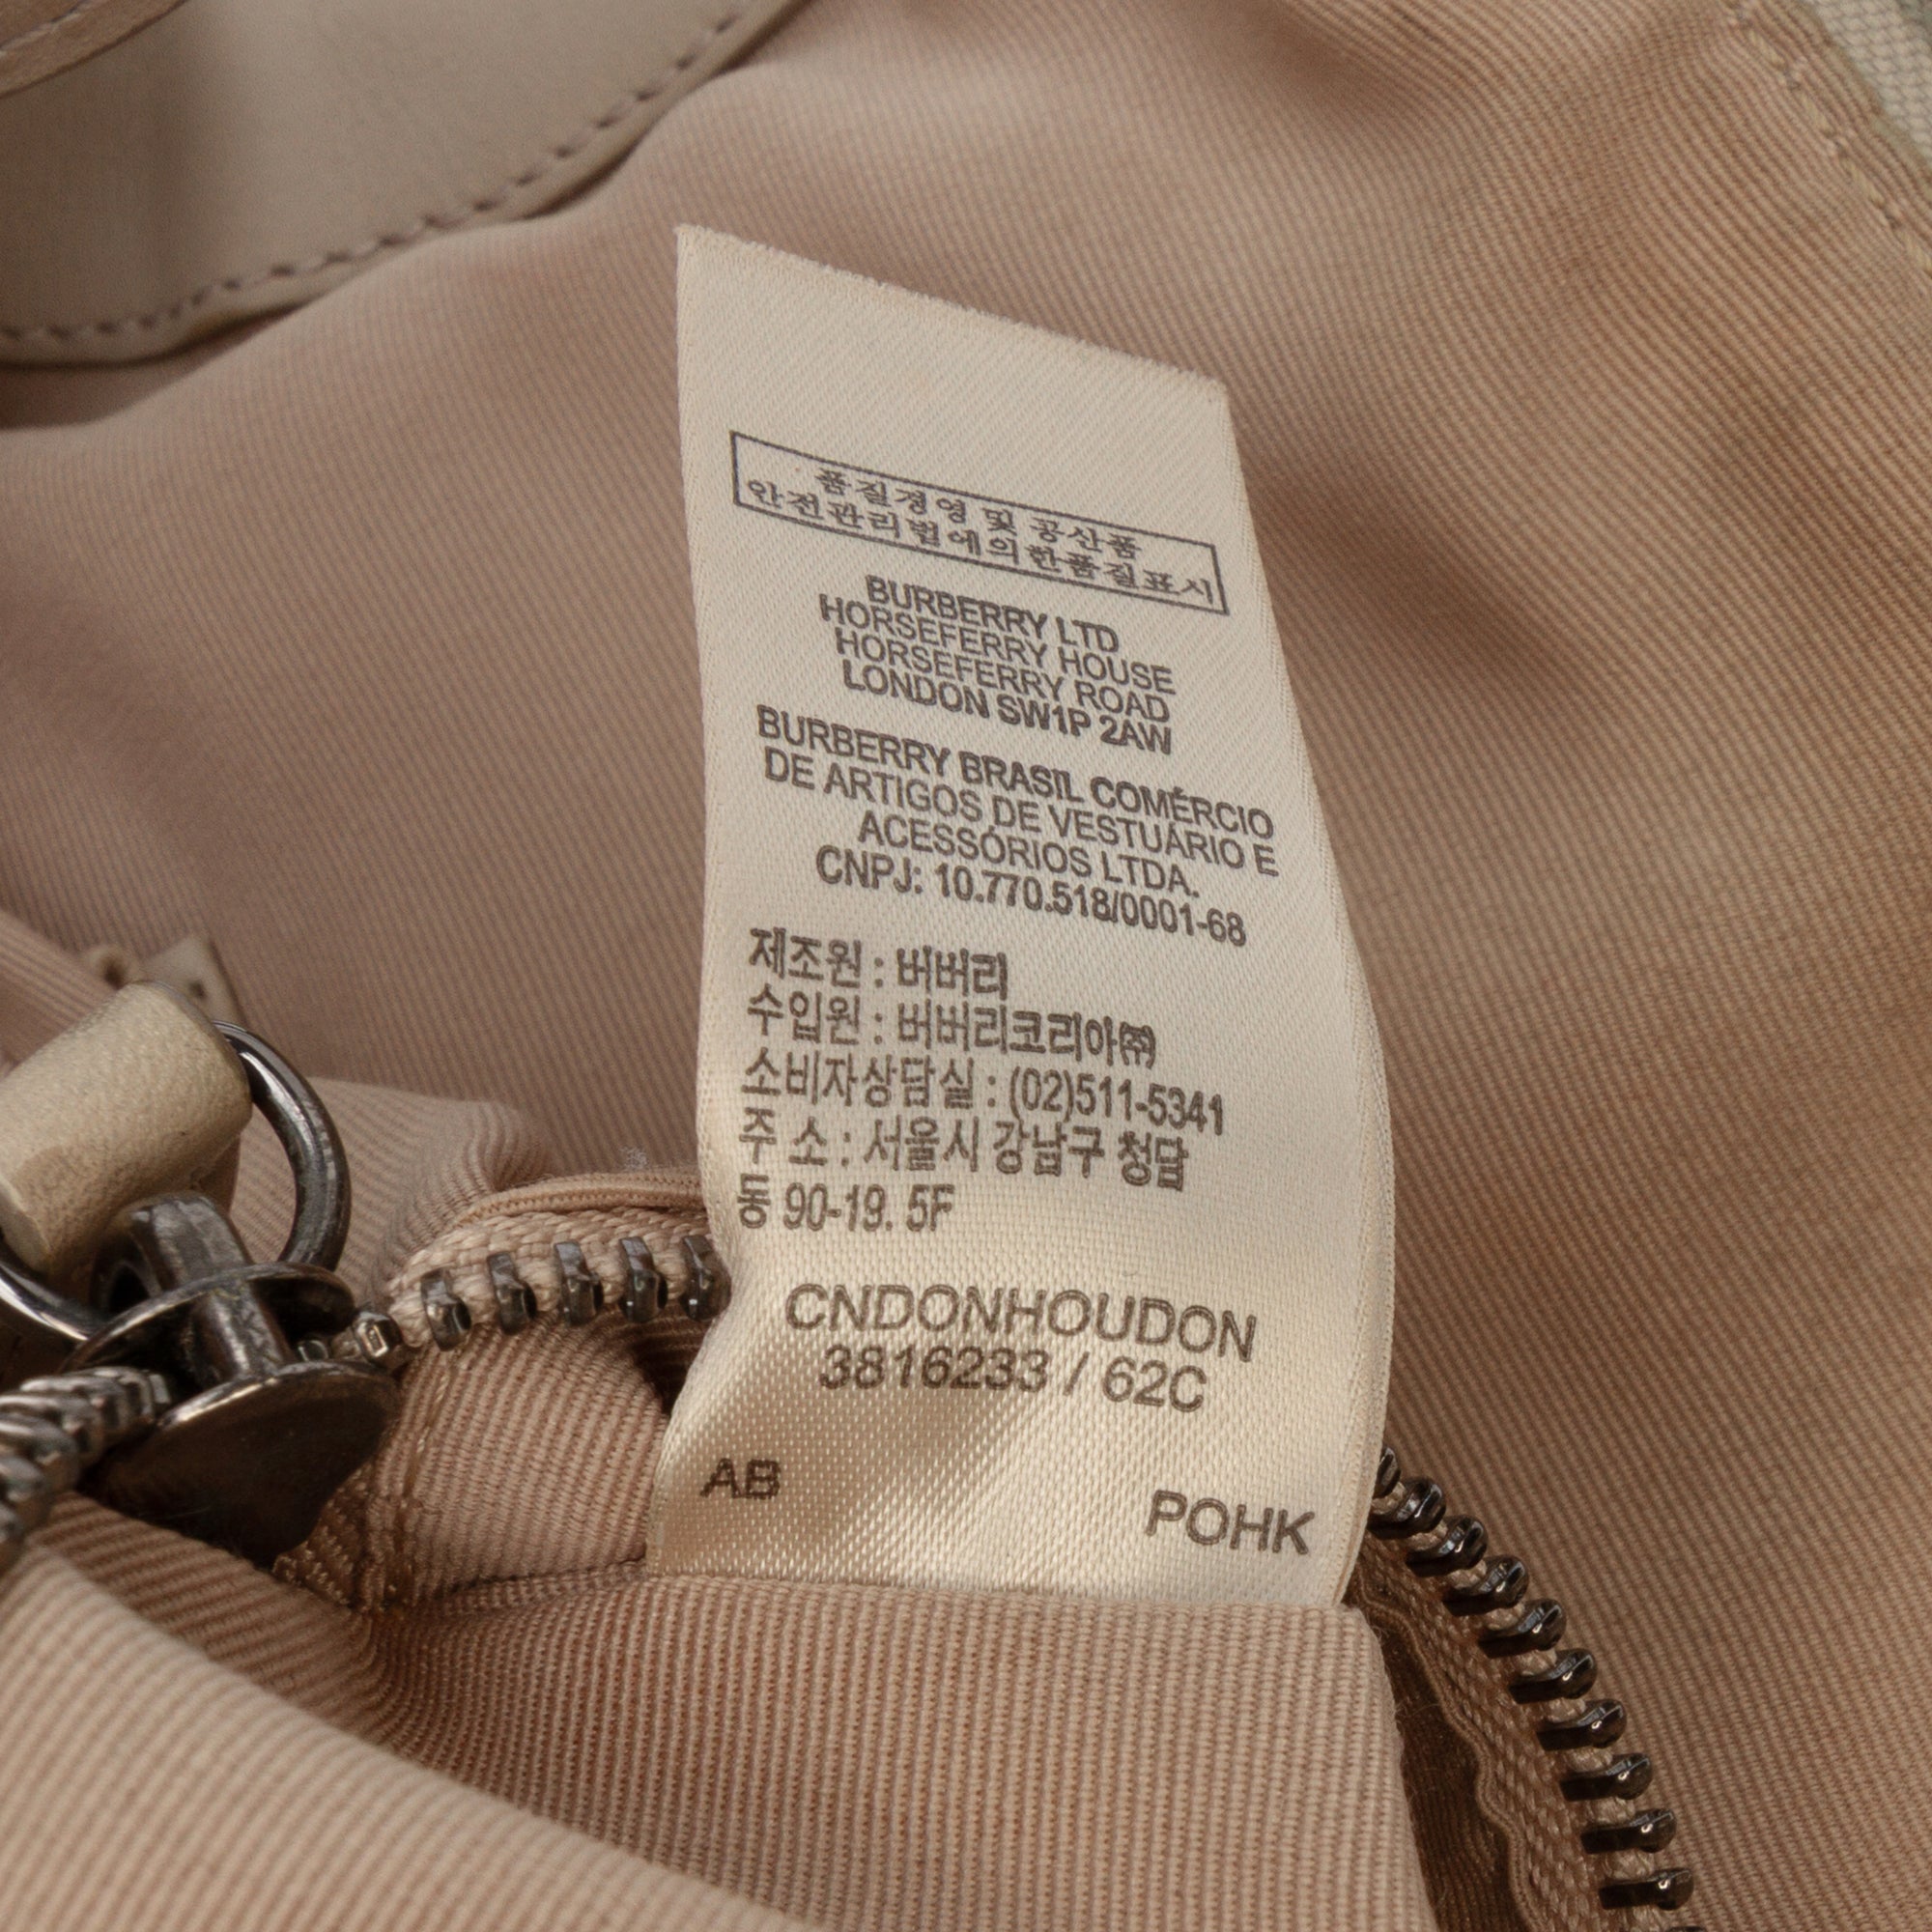 품질경영 및 공산품
안전관리법에의한품질표시
BURBERRY LTD
HORSEFERRY HOUSE
HORSEFERRY ROAD
LONDON SW1P 2AW
BURBERRY BRASIL COMÉRCIO
DE ARTIGOS DE VESTUÁRIO E
ACESSÓRIOS LTDA.
CNPJ: 10.770.518/0001-68
제조원 : 버버리
수입원 : 버버리코리아㈜
소비자상담실 : (02)511-5341
주 소 : 서울시 강남구 청담
동 90-19. 5F
CNDONHOUDON
3816233 / 62C
AB POHK